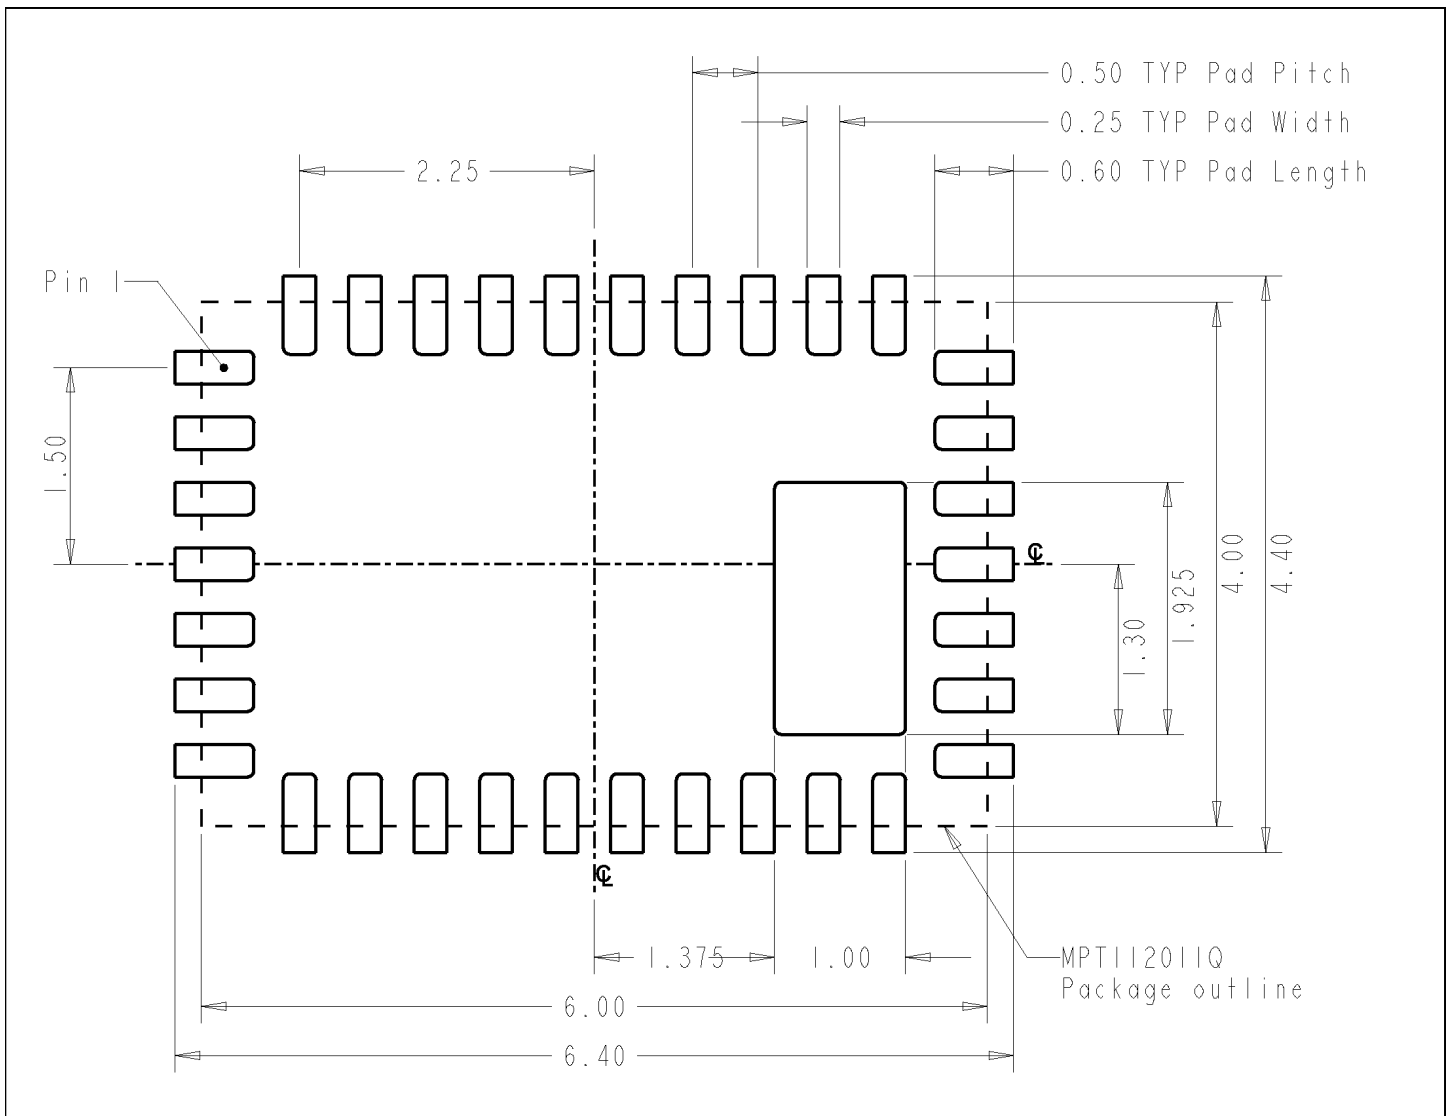 0.50 TYP Pad Pitch
0.25 TYP Pad Width
0.60 TYP Pad Length
2.25
Pin 1
1.50
℄
4.00
4.40
1.925
1.30
℄
1.375
1.00
MPT112011Q
Package outline
6.00
6.40